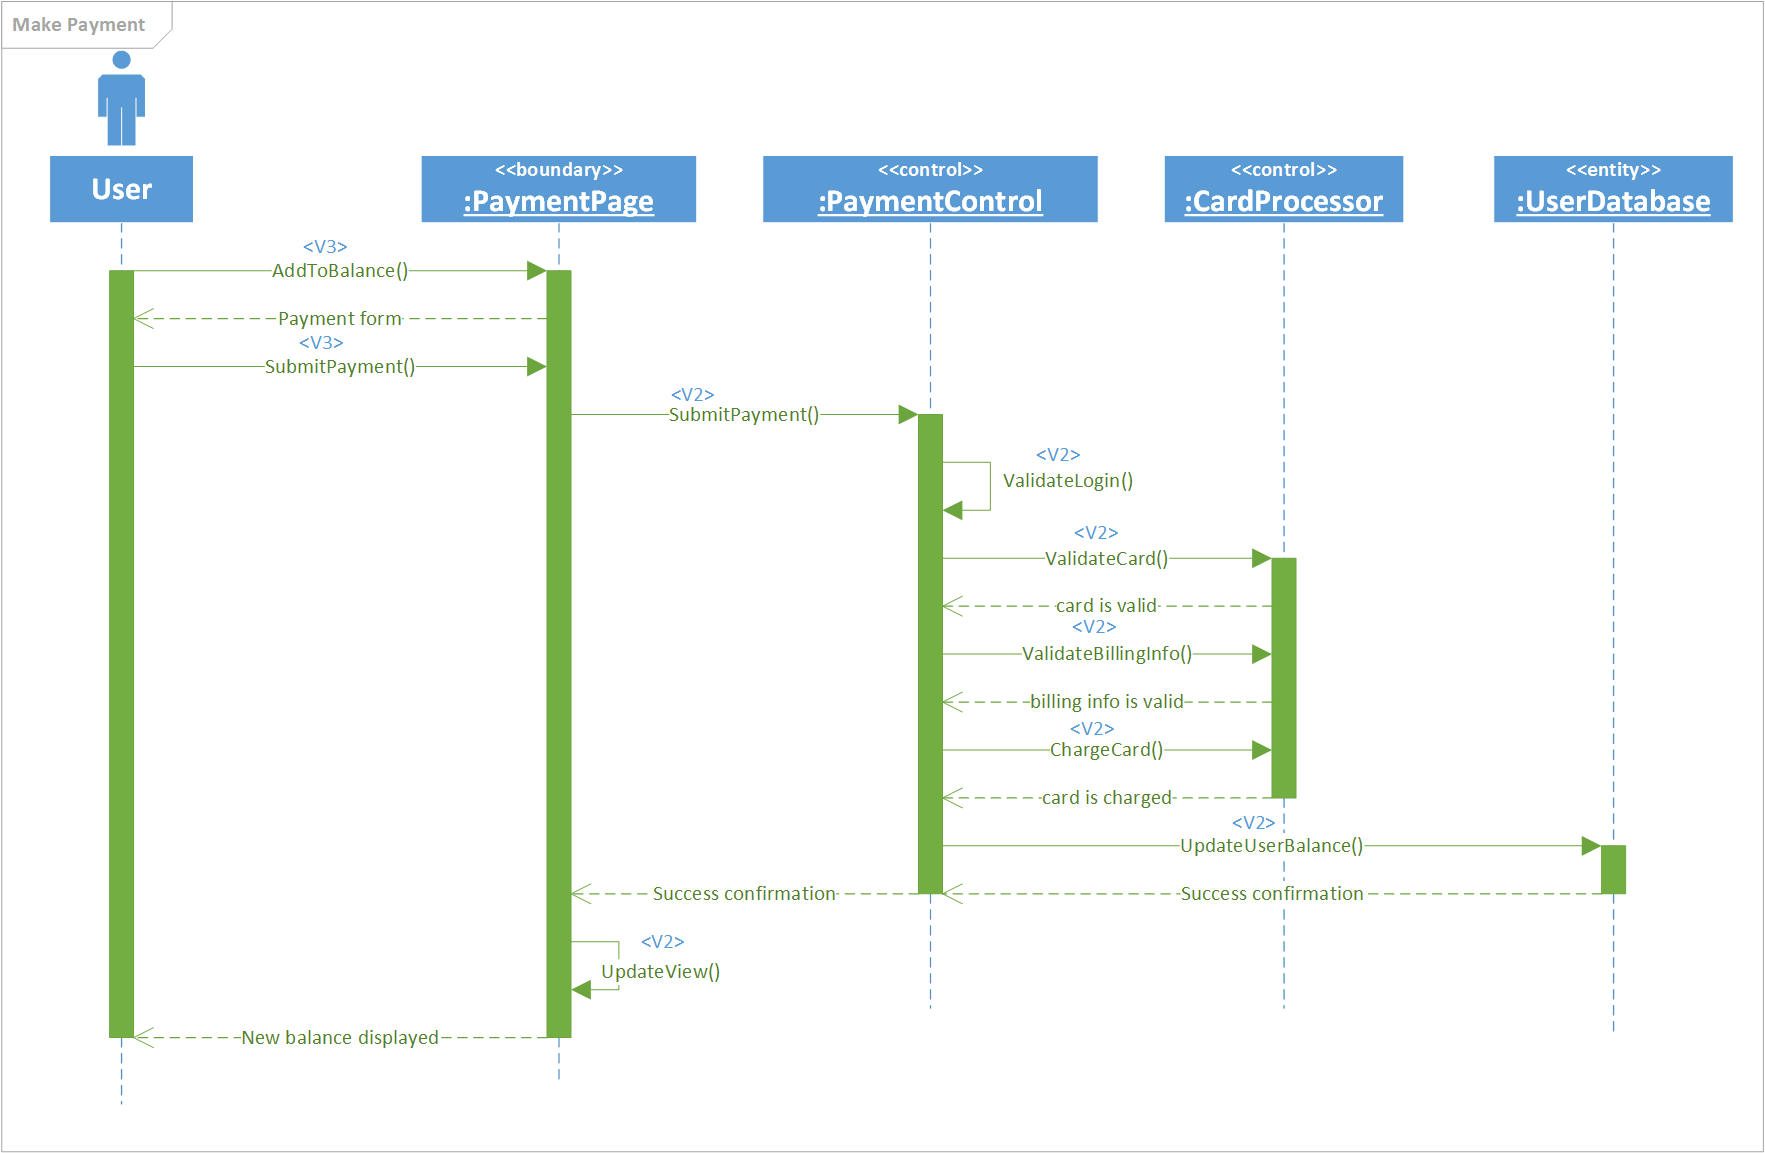 Make Payment
User
<<boundary>>
:PaymentPage
<<control>>
:PaymentControl
<<control>>
:CardProcessor
<<entity>>
:UserDatabase
<V3>
AddToBalance()
Payment form
<V3>
SubmitPayment()
<V2>
SubmitPayment()
<V2>
ValidateLogin()
<V2>
ValidateCard()
card is valid
<V2>
ValidateBillingInfo()
billing info is valid
<V2>
ChargeCard()
card is charged
<V2>
UpdateUserBalance()
Success confirmation
Success confirmation
<V2>
UpdateView()
New balance displayed